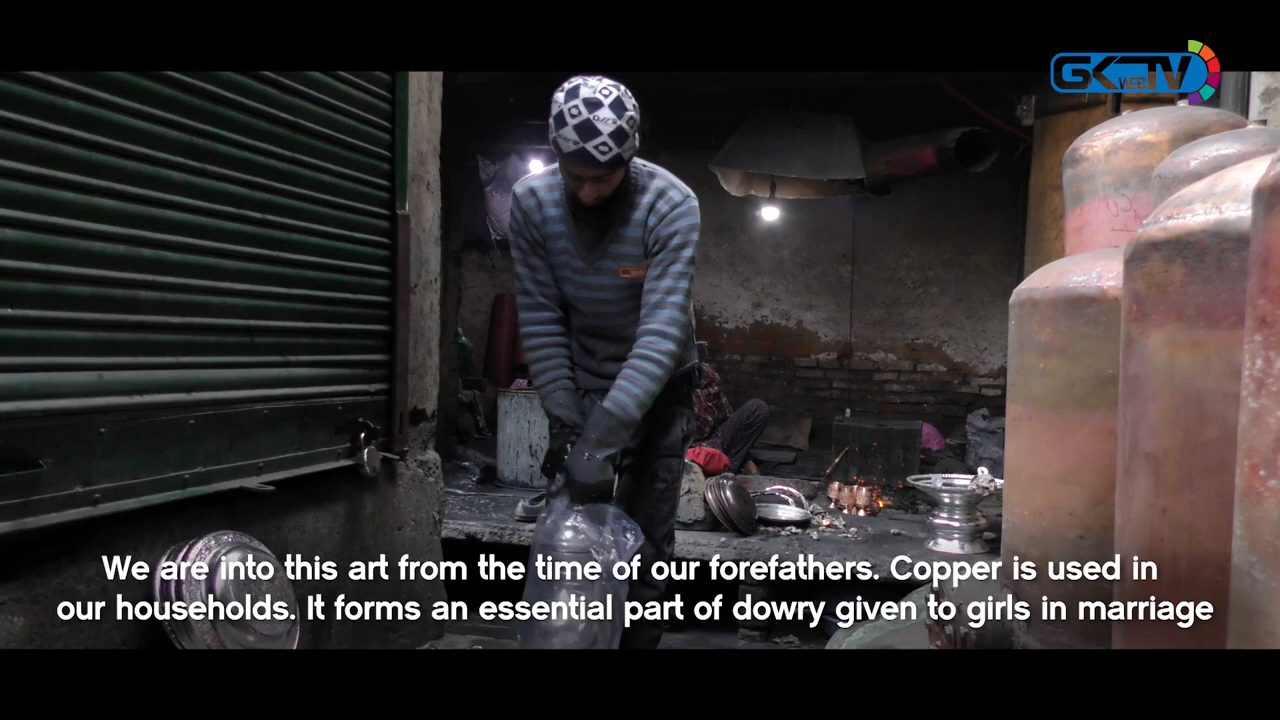 GK WEB TV
We are into this art from the time of our forefathers. Copper is used in
our households. It forms an essential part of dowry given to girls in marriage